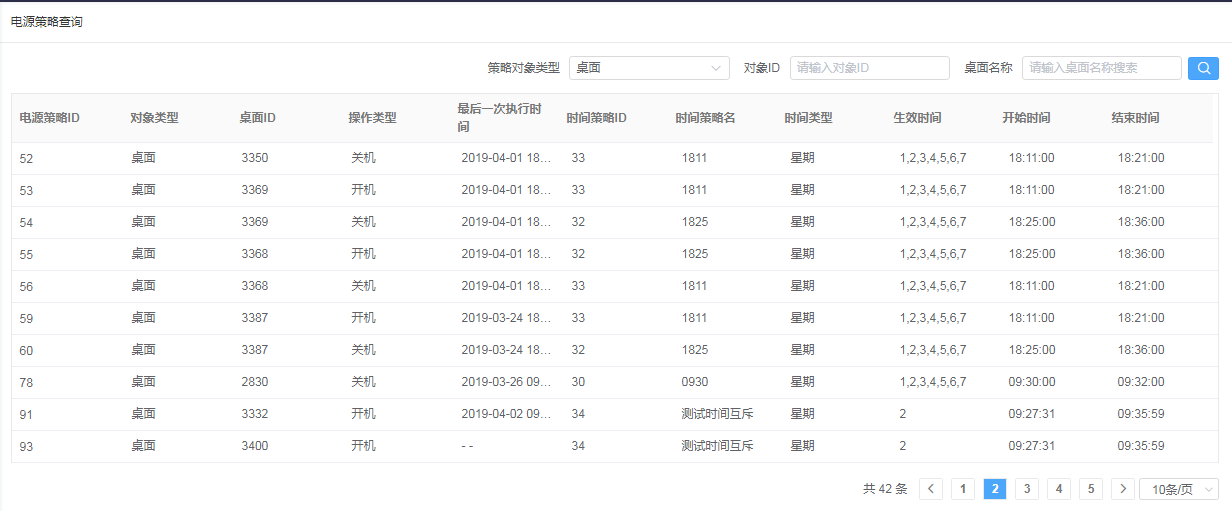 电源策略查询
策略对象类型 桌面 对象ID 请输入对象ID 桌面名称 请输入桌面名称搜索
电源策略ID 对象类型 桌面ID 操作类型 最后一次执行时间 时间策略ID 时间策略名 时间类型 生效时间 开始时间 结束时间
52 桌面 3350 关机 2019-04-01 18... 33 1811 星期 1,2,3,4,5,6,7 18:11:00 18:21:00
53 桌面 3369 开机 2019-04-01 18... 33 1811 星期 1,2,3,4,5,6,7 18:11:00 18:21:00
54 桌面 3369 关机 2019-04-01 18... 32 1825 星期 1,2,3,4,5,6,7 18:25:00 18:36:00
55 桌面 3368 开机 2019-04-01 18... 32 1825 星期 1,2,3,4,5,6,7 18:25:00 18:36:00
56 桌面 3368 关机 2019-04-01 18... 33 1811 星期 1,2,3,4,5,6,7 18:11:00 18:21:00
59 桌面 3387 开机 2019-03-24 18... 33 1811 星期 1,2,3,4,5,6,7 18:11:00 18:21:00
60 桌面 3387 关机 2019-03-24 18... 32 1825 星期 1,2,3,4,5,6,7 18:25:00 18:36:00
78 桌面 2830 关机 2019-03-26 09... 30 0930 星期 1,2,3,4,5,6,7 09:30:00 09:32:00
91 桌面 3332 开机 2019-04-02 09... 34 测试时间互斥 星期 2 09:27:31 09:35:59
93 桌面 3400 开机 - - 34 测试时间互斥 星期 2 09:27:31 09:35:59
共 42 条 1 2 3 4 5 10条/页